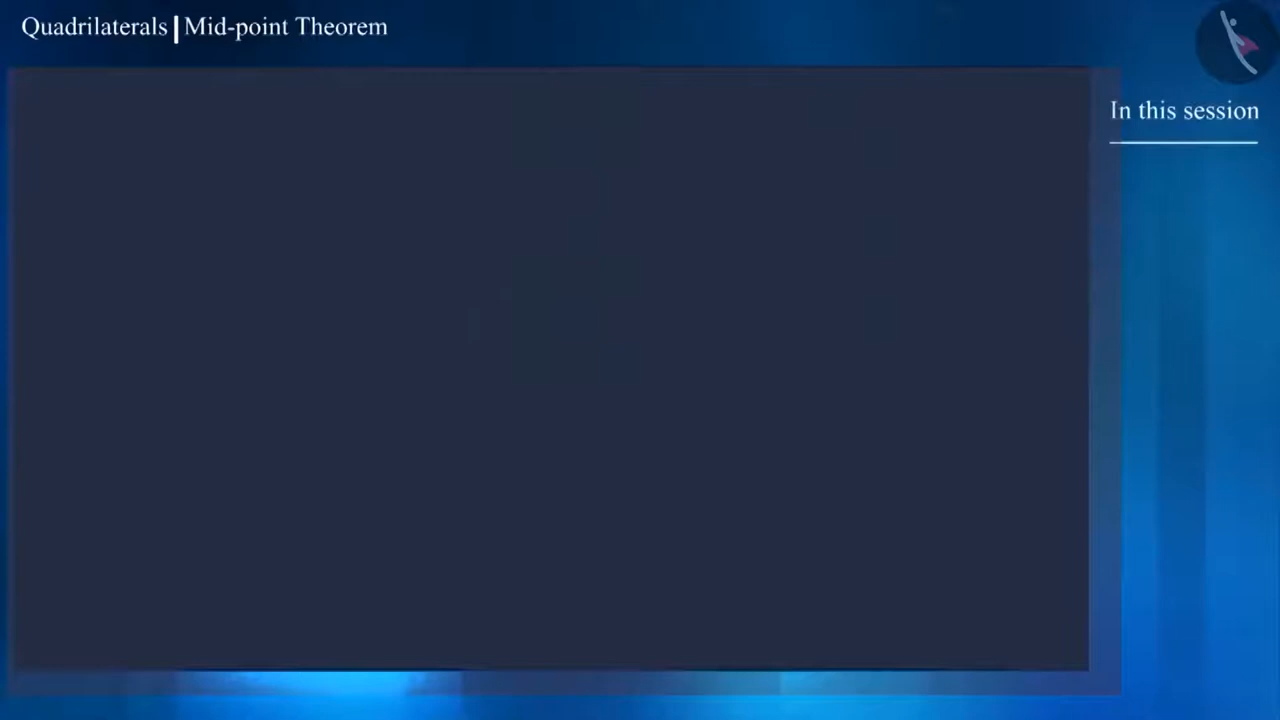 Quadrilaterals | Mid-point Theorem
In this session